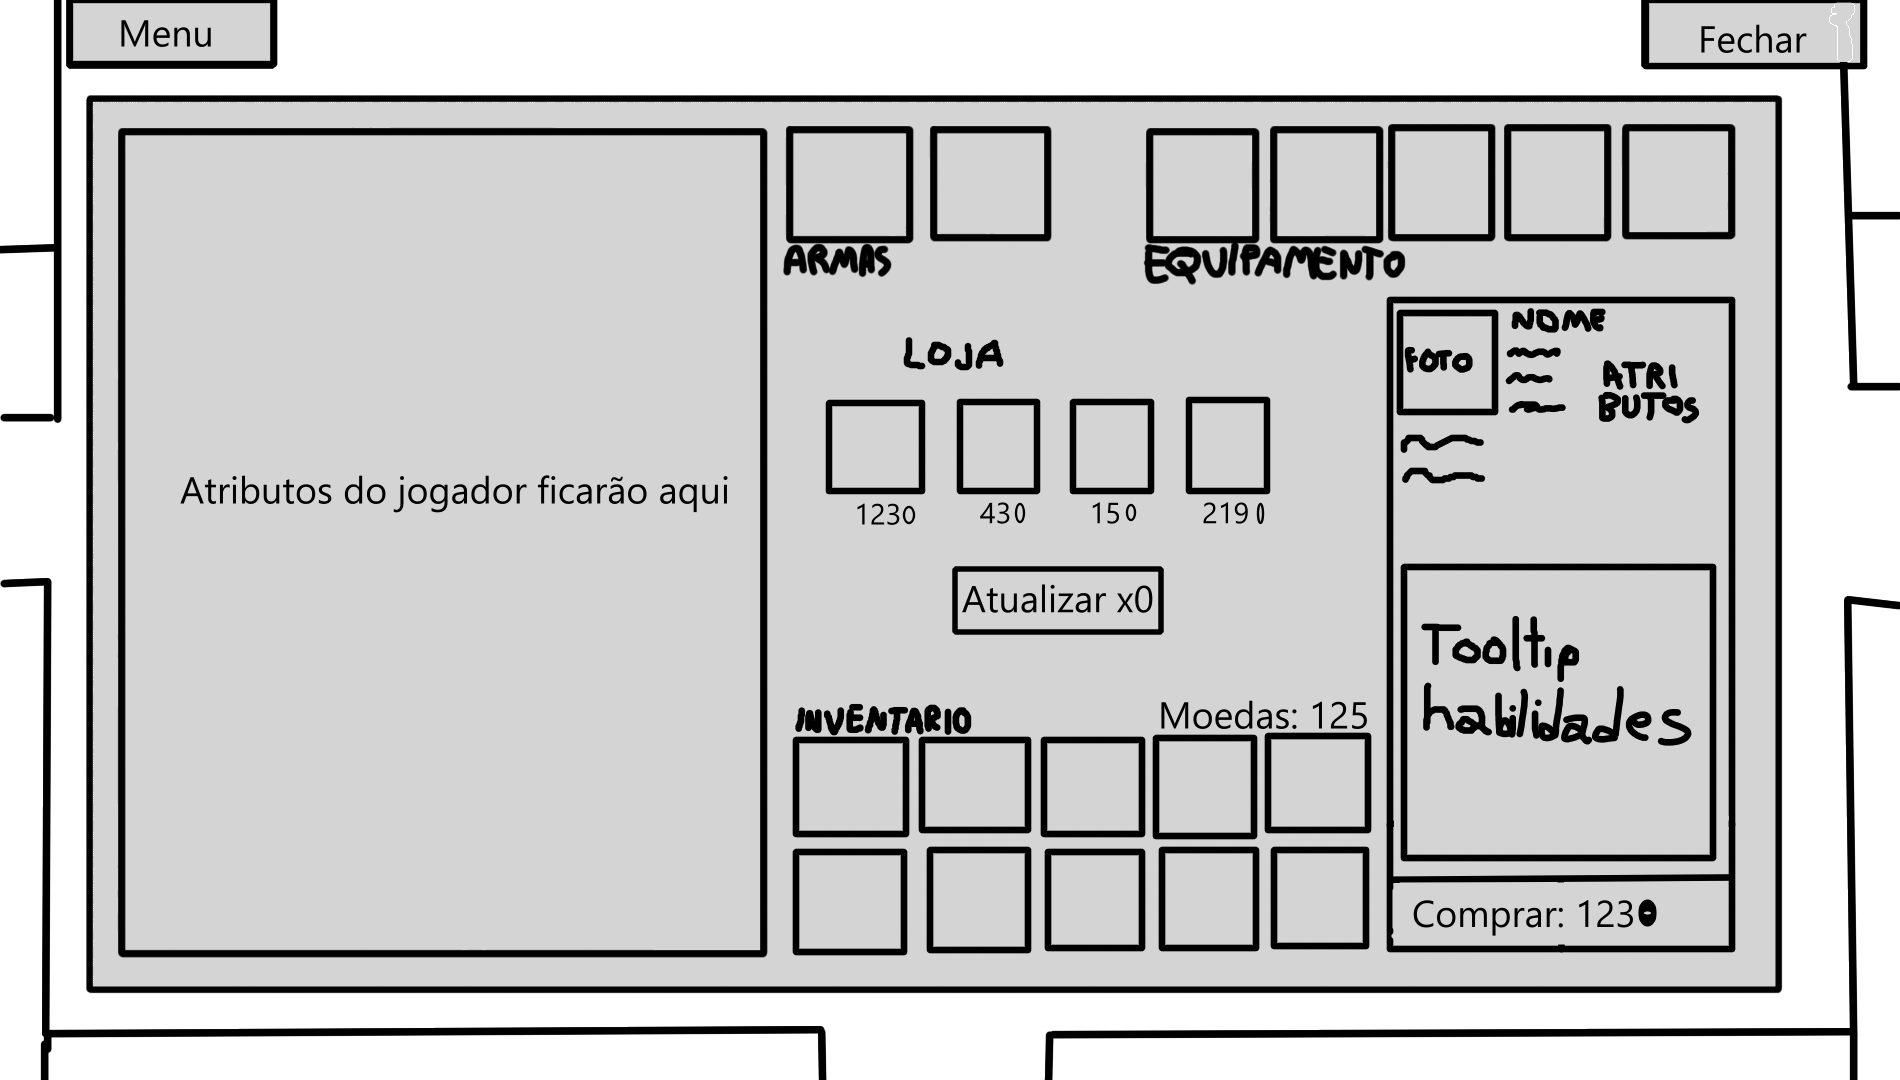 Menu
Fechar
ARMAS
EQUIPAMENTO
LOJA
1230
430
150
2190
Atualizar x0
Atributos do jogador ficarão aqui
FOTO
NOME
ATRI
BUTOS
Tooltip
habilidades
INVENTARIO
Moedas: 125
Comprar: 1230